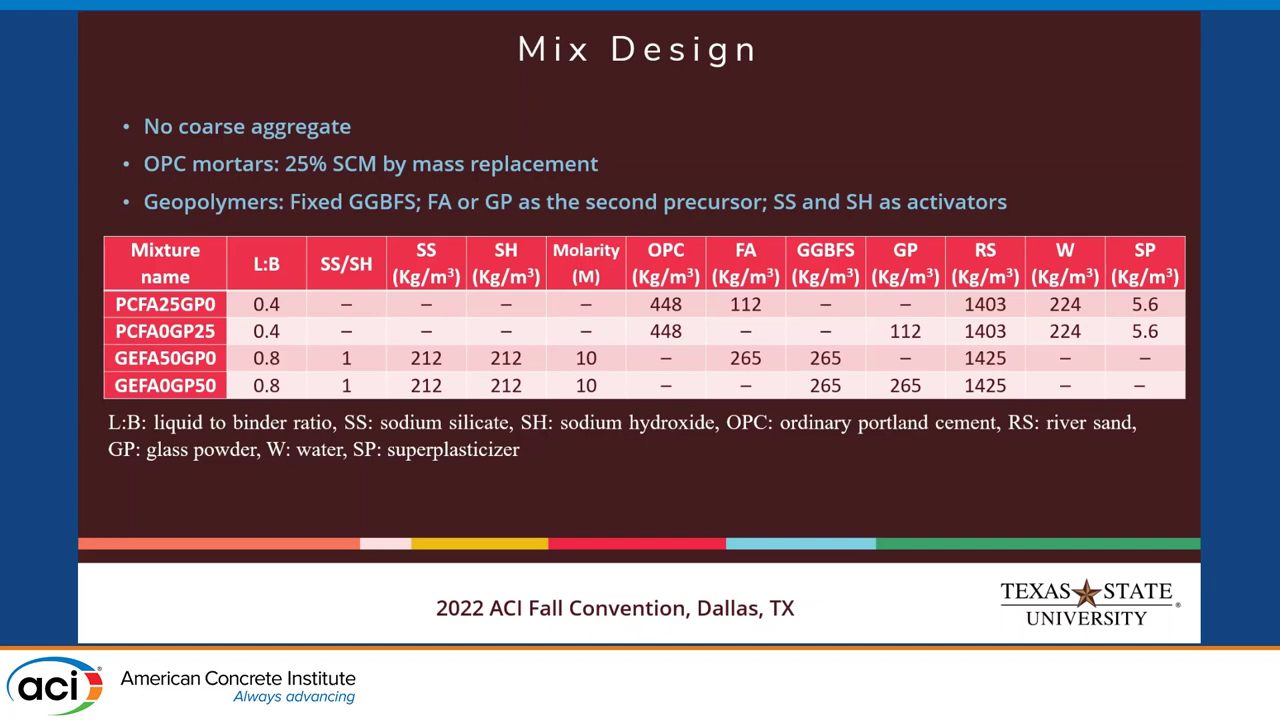 Mix Design
• No coarse aggregate
• OPC mortars: 25% SCM by mass replacement
• Geopolymers: Fixed GGBFS; FA or GP as the second precursor; SS and SH as activators
Mixture name L:B SS/SH SS (Kg/m³) SH (Kg/m³) Molarity (M) OPC (Kg/m³) FA (Kg/m³) GGBFS (Kg/m³) GP (Kg/m³) RS (Kg/m³) W (Kg/m³) SP (Kg/m³)
PCFA25GP0 0.4 – – – – 448 112 – – 1403 224 5.6
PCFA0GP25 0.4 – – – – 448 – – 112 1403 224 5.6
GEFA50GP0 0.8 1 212 212 10 – 265 265 – 1425 – –
GEFA0GP50 0.8 1 212 212 10 – – 265 265 1425 – –
L:B: liquid to binder ratio, SS: sodium silicate, SH: sodium hydroxide, OPC: ordinary portland cement, RS: river sand,
GP: glass powder, W: water, SP: superplasticizer
2022 ACI Fall Convention, Dallas, TX
TEXAS STATE
UNIVERSITY®
aci®
American Concrete Institute
Always advancing